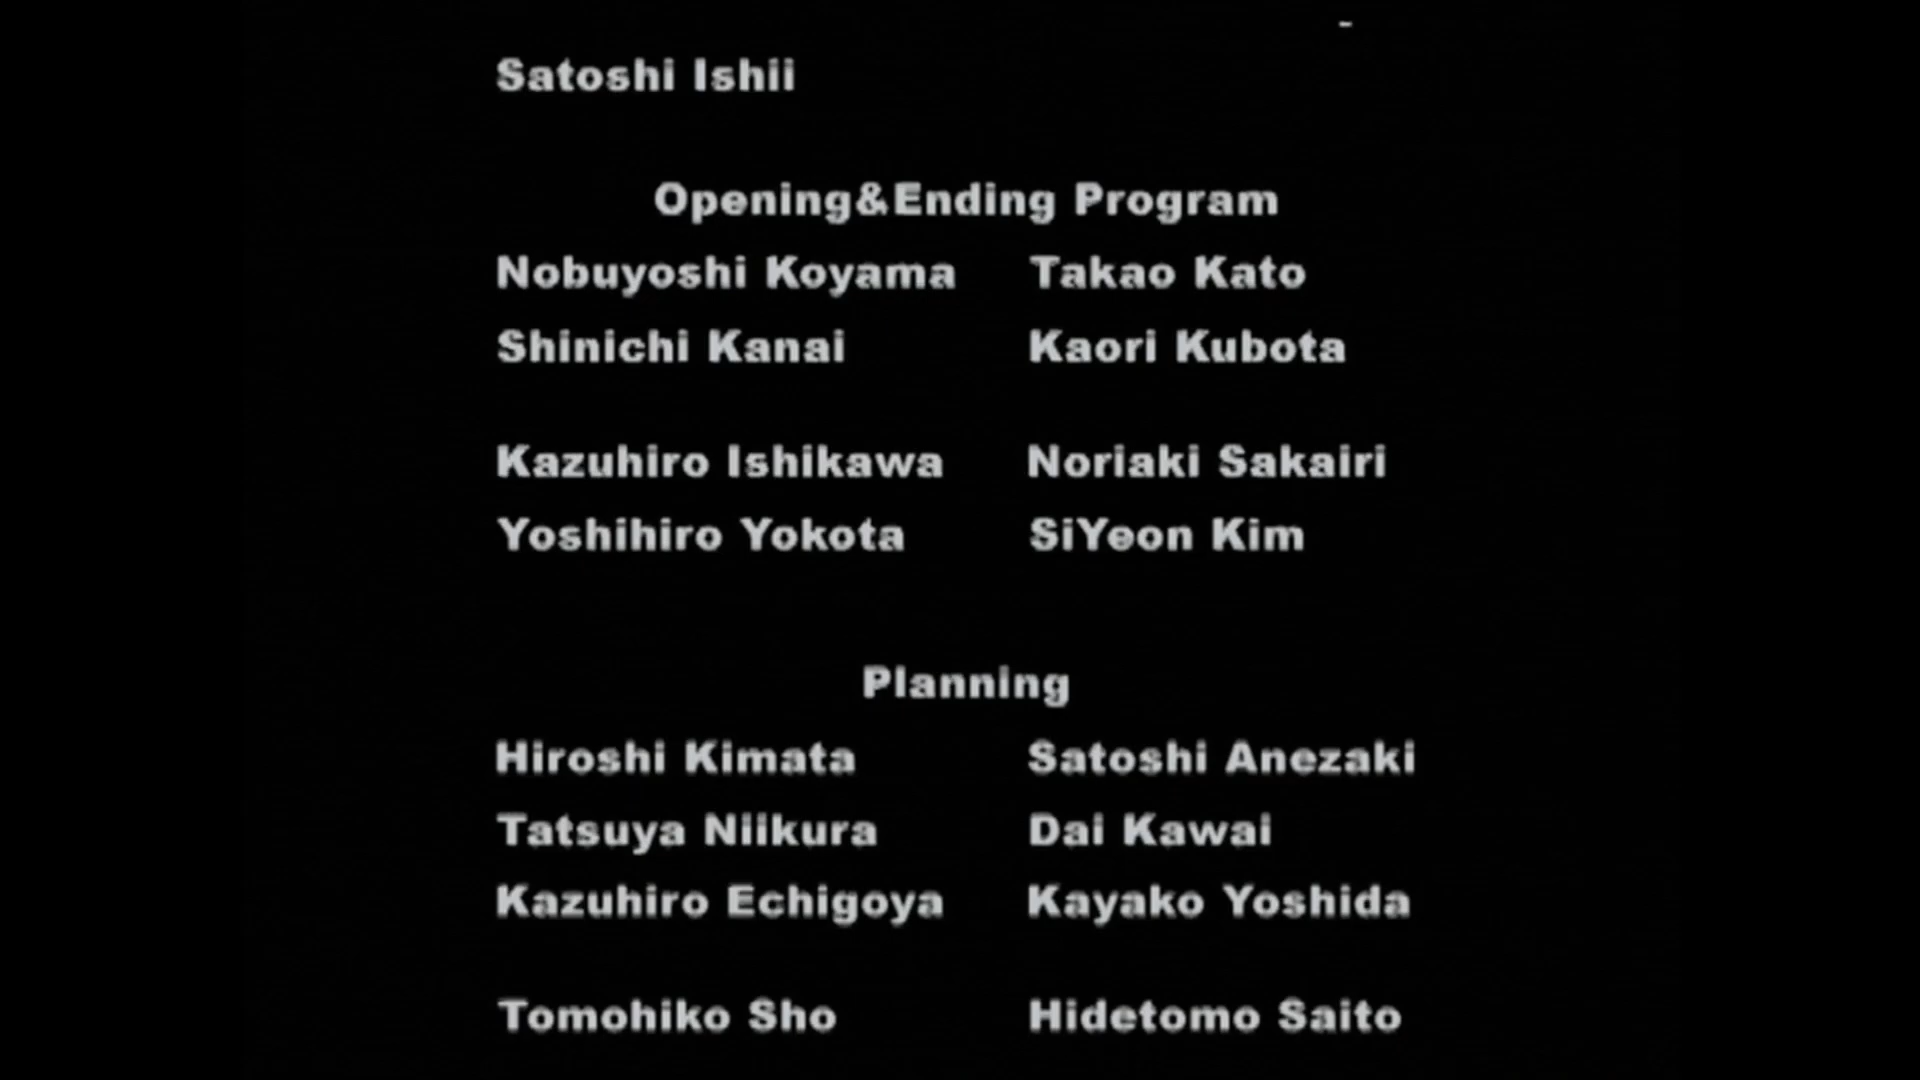 Satoshi Ishii
Opening&Ending Program
Nobuyoshi Koyama Takao Kato
Shinichi Kanai Kaori Kubota
Kazuhiro Ishikawa Noriaki Sakairi
Yoshihiro Yokota SiYeon Kim
Planning
Hiroshi Kimata Satoshi Anezaki
Tatsuya Niikura Dai Kawai
Kazuhiro Echigoya Kayako Yoshida
Tomohiko Sho Hidetomo Saito